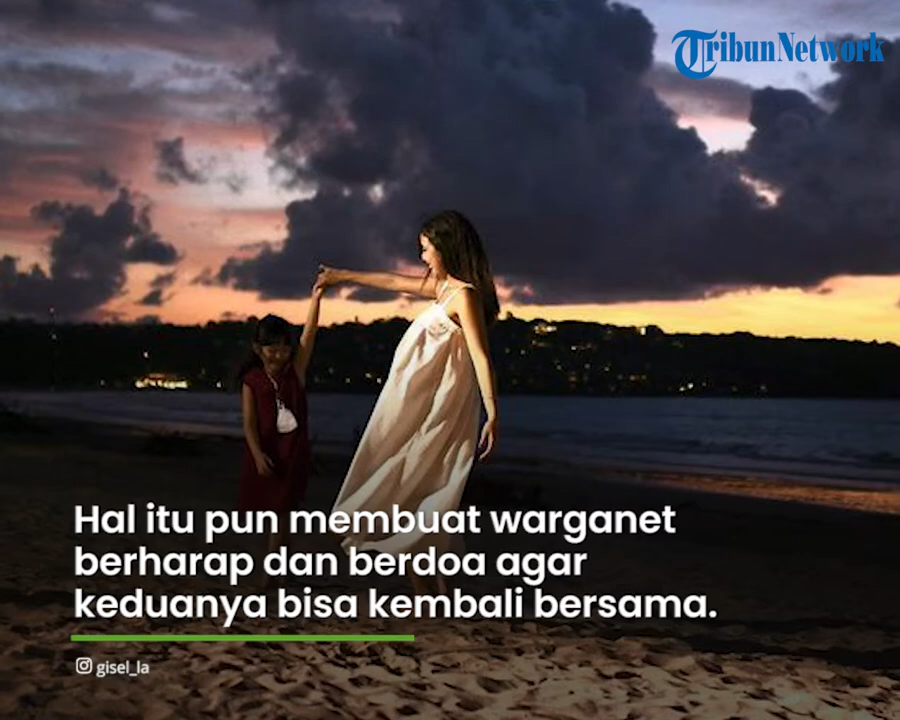 TribunNetwork
Hal itu pun membuat warganet
berharap dan berdoa agar
keduanya bisa kembali bersama.
gisel_la